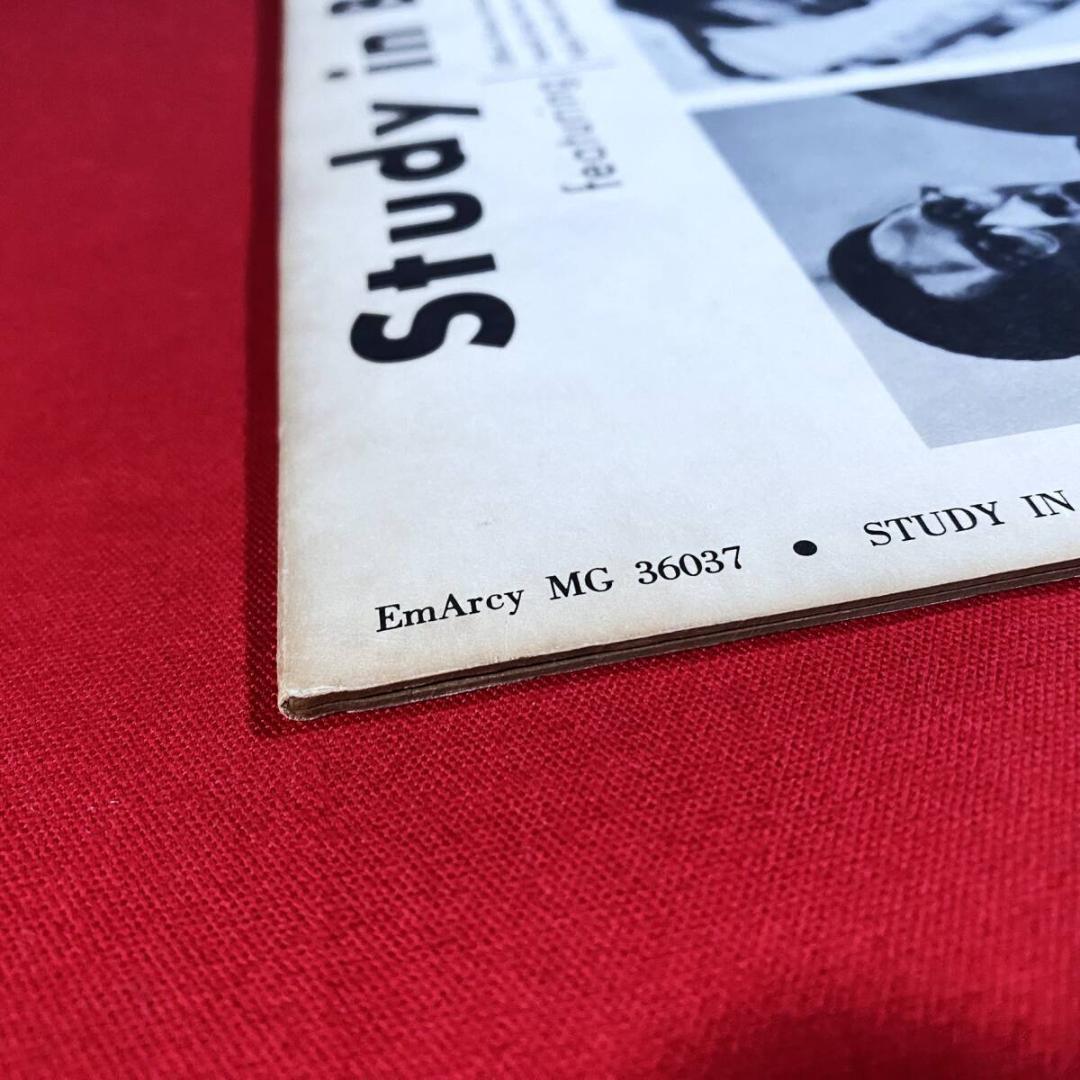 Study in
Featuring
EmArcy MG 36037 • STUDY IN